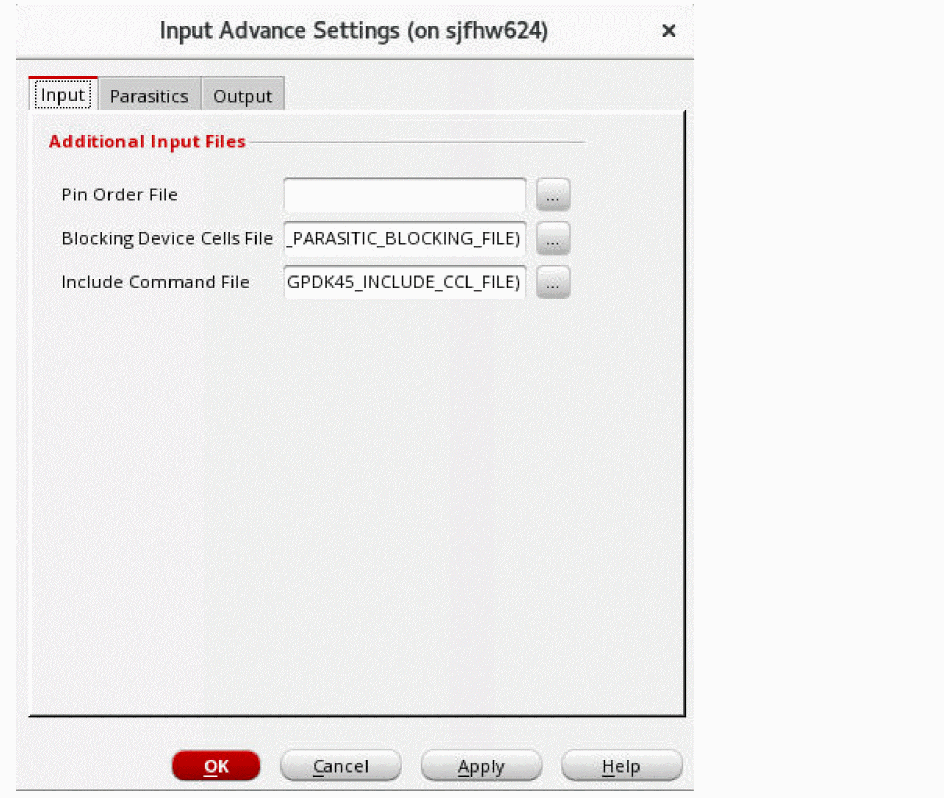 Input Advance Settings (on sjfhw624) ×
Input Parasitics Output
Additional Input Files
Pin Order File ...
Blocking Device Cells File _PARASITIC_BLOCKING_FILE) ...
Include Command File GPDK45_INCLUDE_CCL_FILE) ...
OK Cancel Apply Help